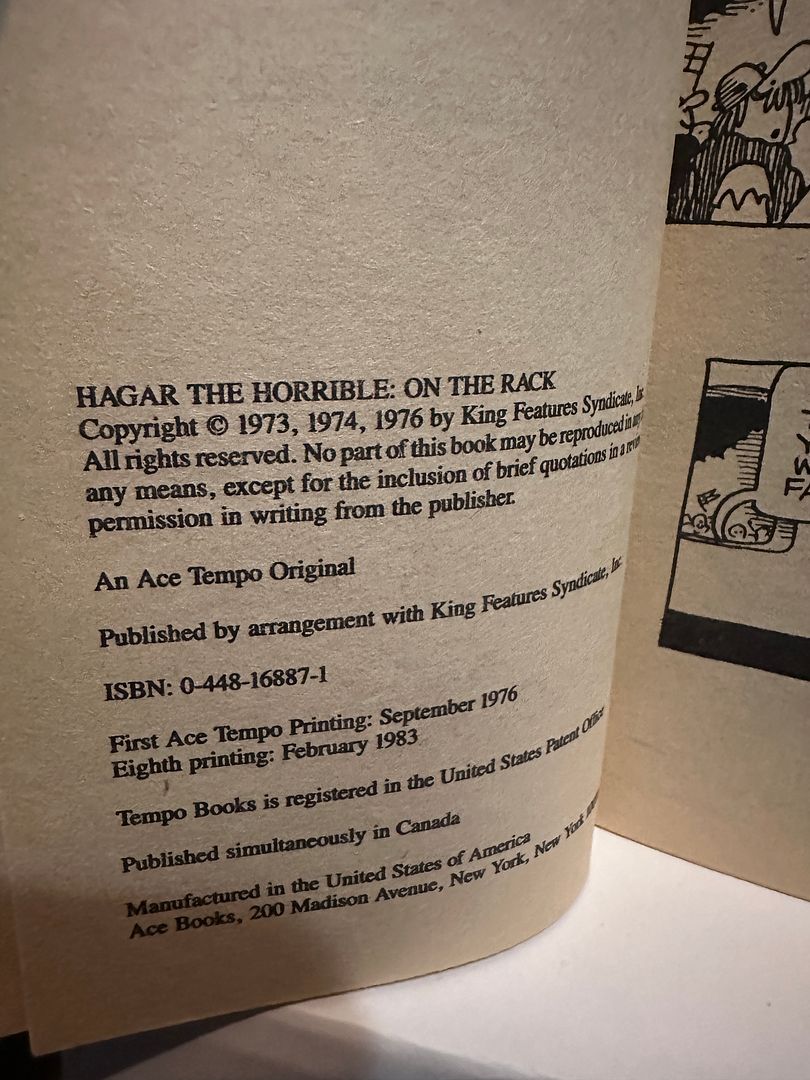 HAGAR THE HORRIBLE: ON THE RACK
Copyright © 1973, 1974, 1976 by King Features Syndicate, Inc.
All rights reserved. No part of this book may be reproduced in any
any means, except for the inclusion of brief quotations in a
permission in writing from the publisher.
An Ace Tempo Original
Published by arrangement with King Features Syndicate, Inc.
ISBN: 0-448-16887-1
First Ace Tempo Printing: September 1976
Eighth printing: February 1983
Tempo Books is registered in the United States Patent Office
Published simultaneously in Canada
Manufactured in the United States of America
Ace Books, 200 Madison Avenue, New York, New York